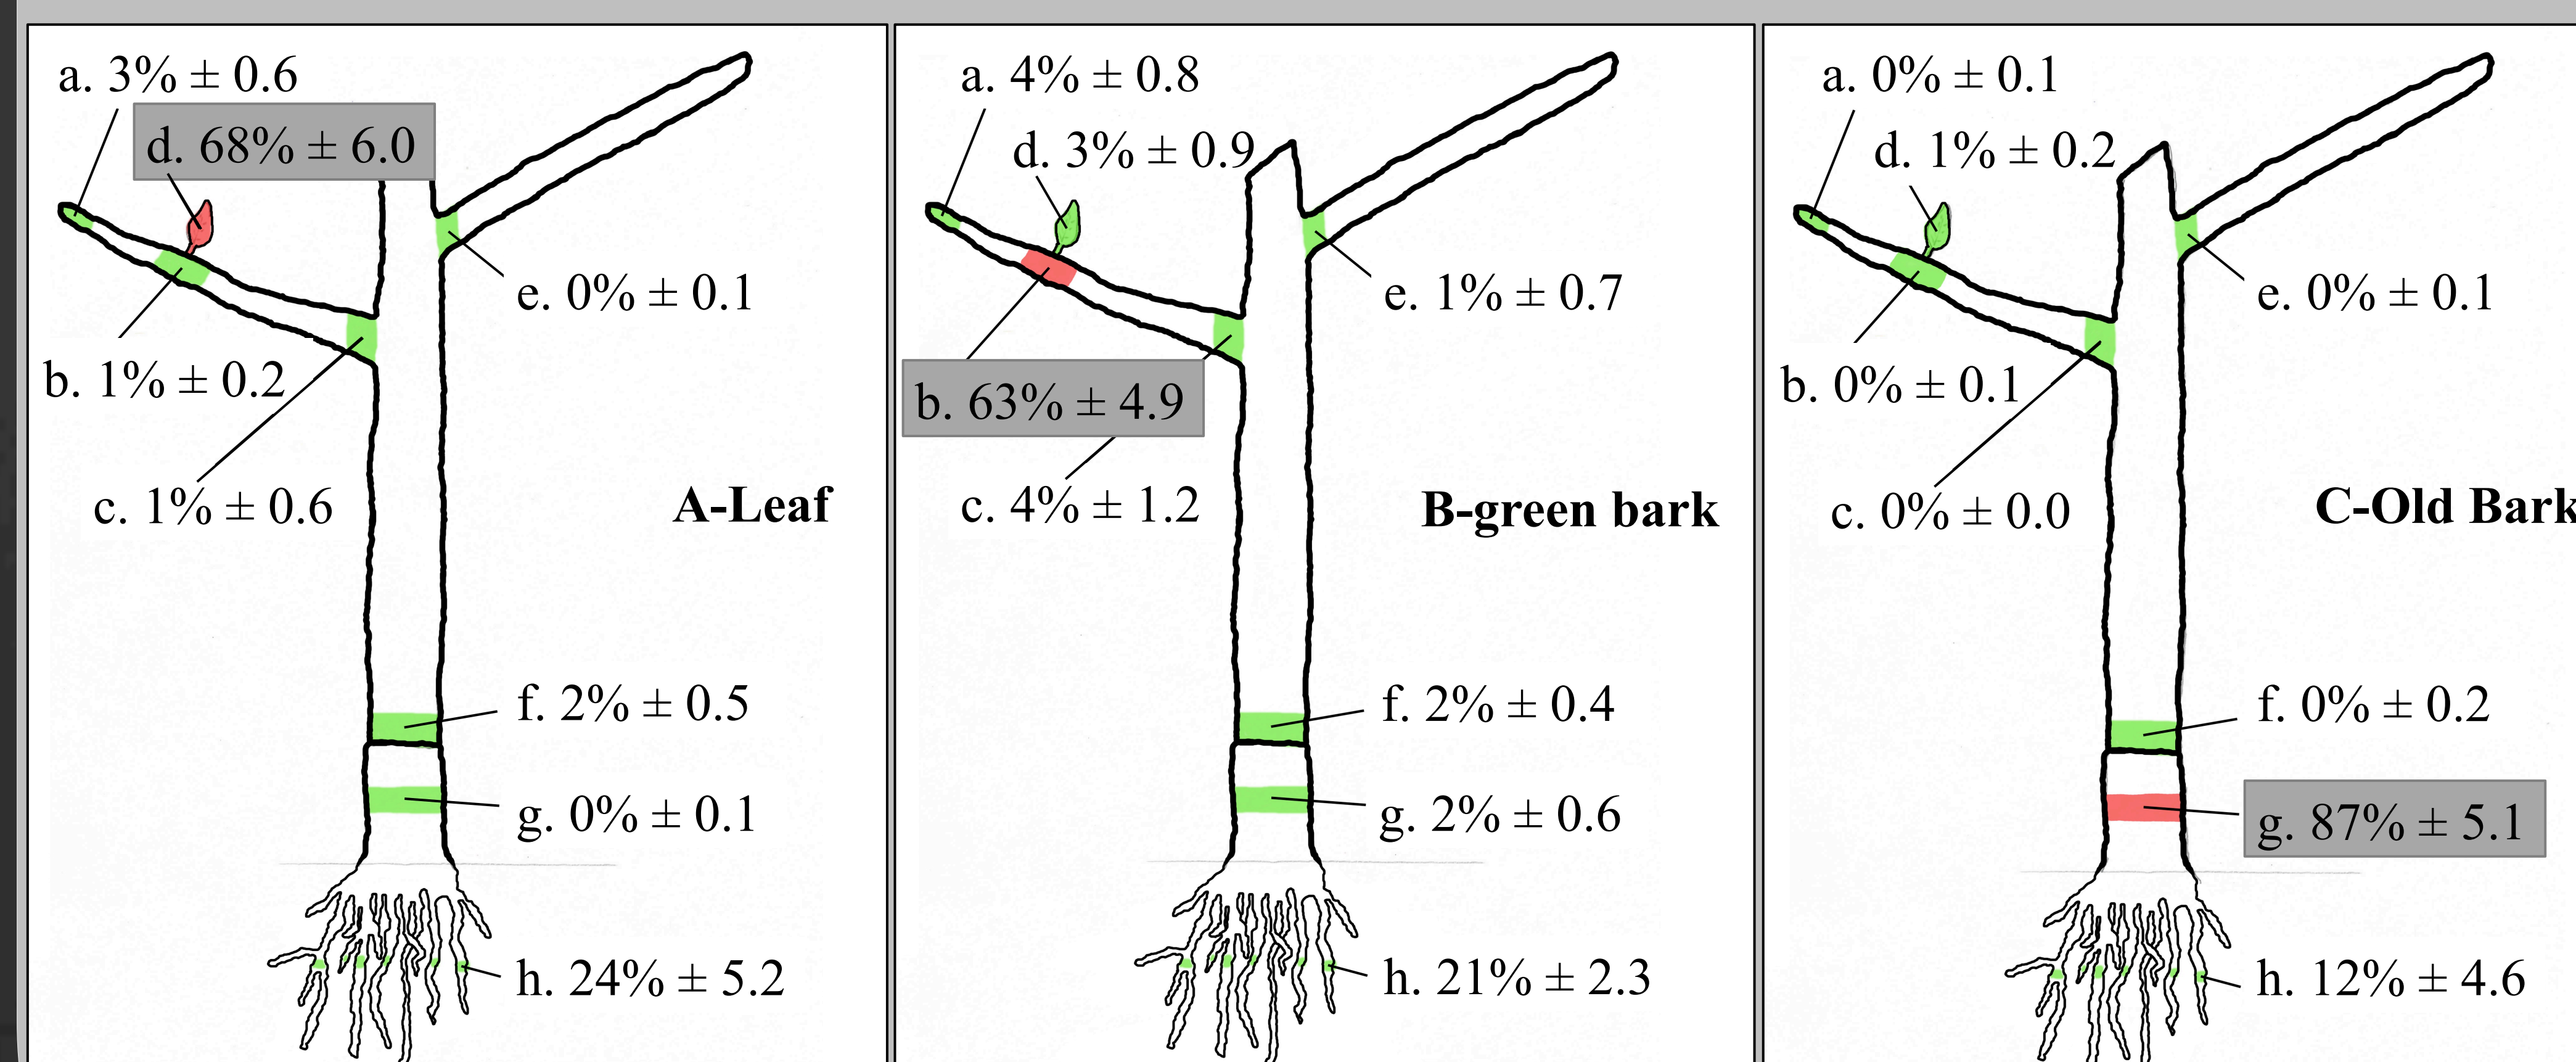 a. 3% ± 0.6
d. 68% ± 6.0
e. 0% ± 0.1
b. 1% ± 0.2
c. 1% ± 0.6
A-Leaf
f. 2% ± 0.5
g. 0% ± 0.1
h. 24% ± 5.2
a. 4% ± 0.8
d. 3% ± 0.9
e. 1% ± 0.7
b. 63% ± 4.9
c. 4% ± 1.2
B-green bark
f. 2% ± 0.4
g. 2% ± 0.6
h. 21% ± 2.3
a. 0% ± 0.1
d. 1% ± 0.2
e. 0% ± 0.1
b. 0% ± 0.1
c. 0% ± 0.0
C-Old Bark
f. 0% ± 0.2
g. 87% ± 5.1
h. 12% ± 4.6